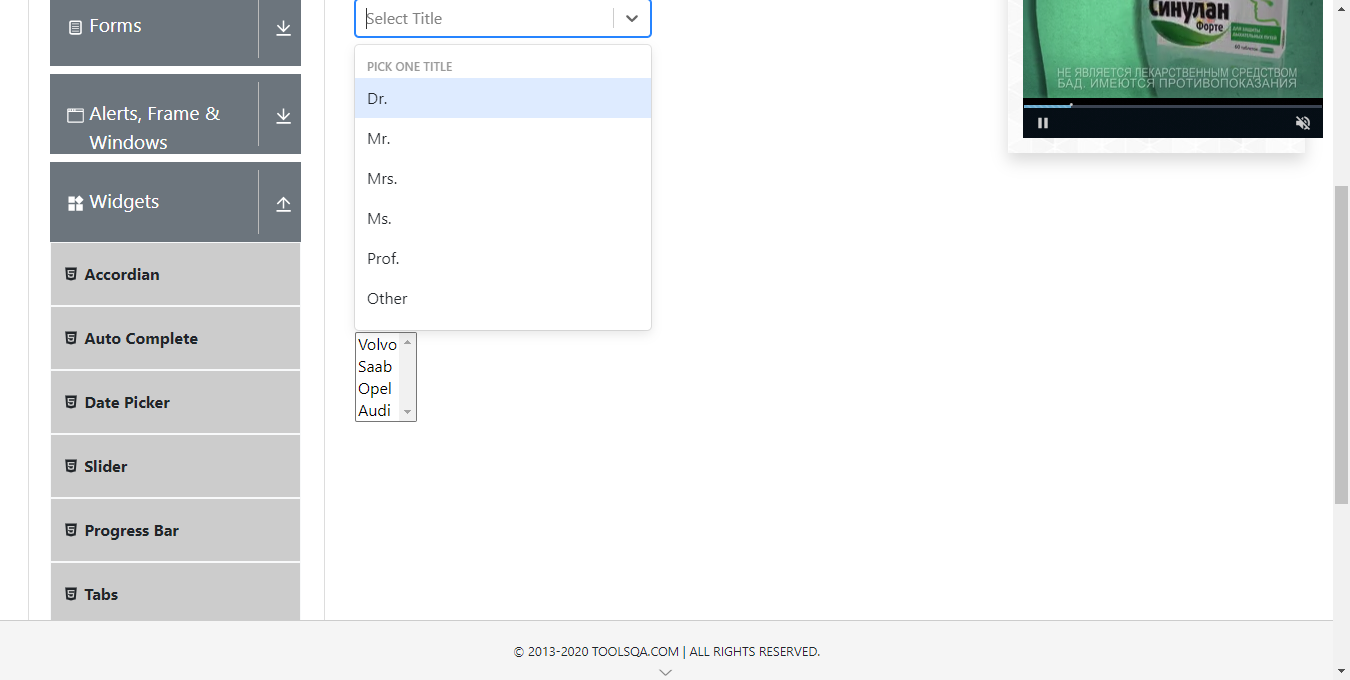 Forms
Alerts, Frame &
Windows
Widgets
Accordian
Auto Complete
Date Picker
Slider
Progress Bar
Tabs
Select Title
PICK ONE TITLE
Dr.
Mr.
Mrs.
Ms.
Prof.
Other
Volvo
Saab
Opel
Audi
Синулан
Форте
НЕ ЯВЛЯЕТСЯ ЛЕКАРСТВЕННЫМ СРЕДСТВОМ
БАД. ИМЕЮТСЯ ПРОТИВОПОКАЗАНИЯ
© 2013-2020 TOOLSQA.COM | ALL RIGHTS RESERVED.